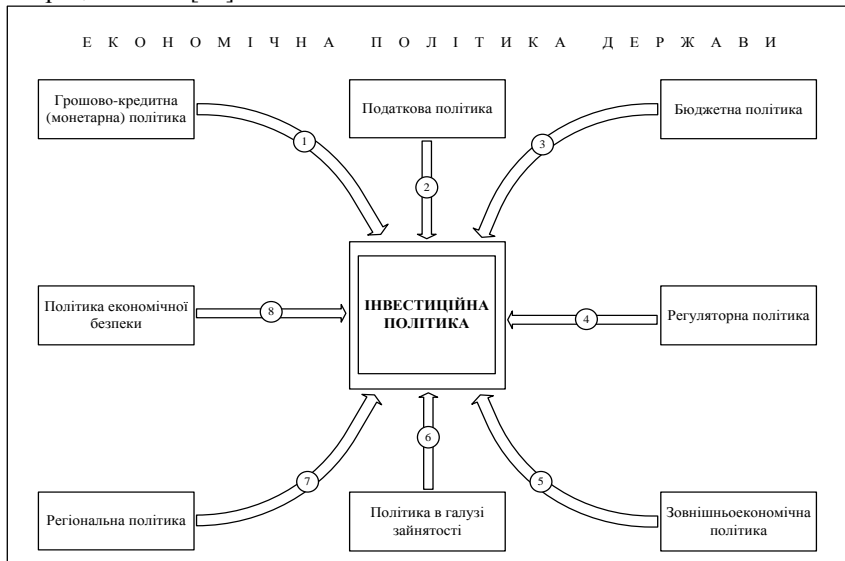 Е К О Н О М І Ч Н А П О Л І Т И К А Д Е Р Ж А В И
Грошово-кредитна
(монетарна) політика
Податкова політика
Бюджетна політика
1
2
3
Політика економічної
безпеки
8
ІНВЕСТИЦІЙНА
ПОЛІТИКА
4
Регуляторна політика
7
6
5
Регіональна політика
Політика в галузі
зайнятості
Зовнішньоекономічна
політика